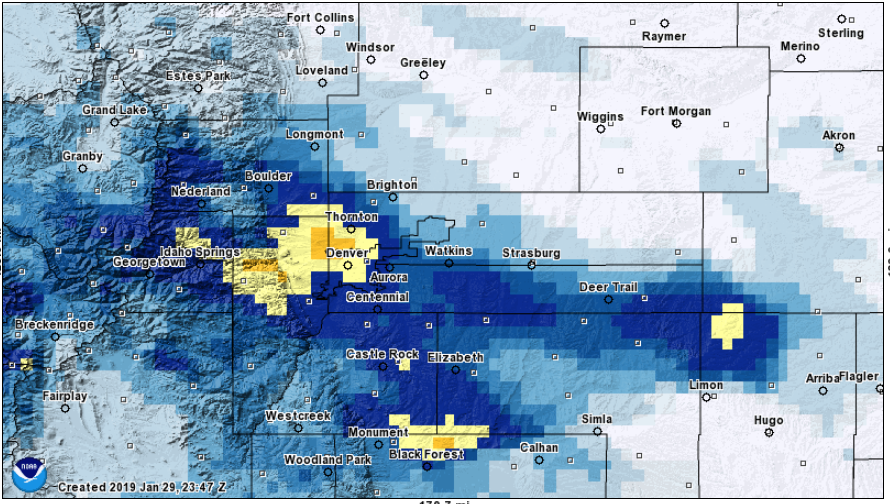 Fort Collins
Sterling
Raymer
Windsor
Merino
Greeley
Loveland
Estes Park
Grand Lake
Wiggins
Fort Morgan
Longmont
Akron
Granby
Boulder
Nederland
Brighton
Thornton
Idaho Springs
Georgetown
Denver
Watkins
Strasburg
Aurora
Deer Trail
Centennial
Breckenridge
Castle Rock
Elizabeth
Limon
Arriba
Flagler
Fairplay
Westcreek
Simla
Hugo
Monument
Black Forest
Calhan
Woodland Park
NOAA
Created 2019 Jan 29, 23:47 Z